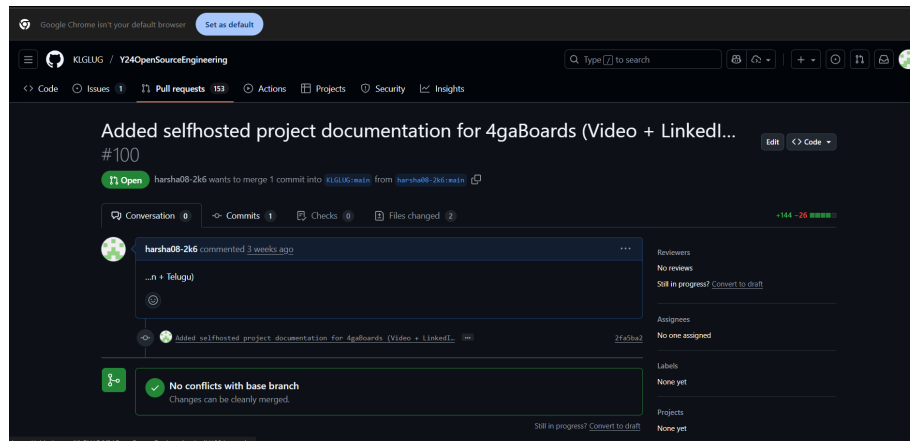 Google Chrome isn't your default browser Set as default
KLGLUG / Y24OpenSourceEngineering Type / to search
Code Issues 1 Pull requests 153 Actions Projects Security Insights
Added selfhosted project documentation for 4gaBoards (Video + LinkedI...
#100
Edit Code
Open harsha08-2k6 wants to merge 1 commit into KLGLUG:main from harsha08-2k6:main
Conversation 0 Commits 1 Checks 0 Files changed 2 +144 −26
harsha08-2k6 commented 3 weeks ago
...n + Telugu)
Reviewers
No reviews
Still in progress? Convert to draft
Assignees
No one assigned
Added selfhosted project documentation for 4gaBoards (Video + LinkedI… 2fa5ba2
Labels
None yet
No conflicts with base branch
Changes can be cleanly merged.
Projects
None yet
Still in progress? Convert to draft